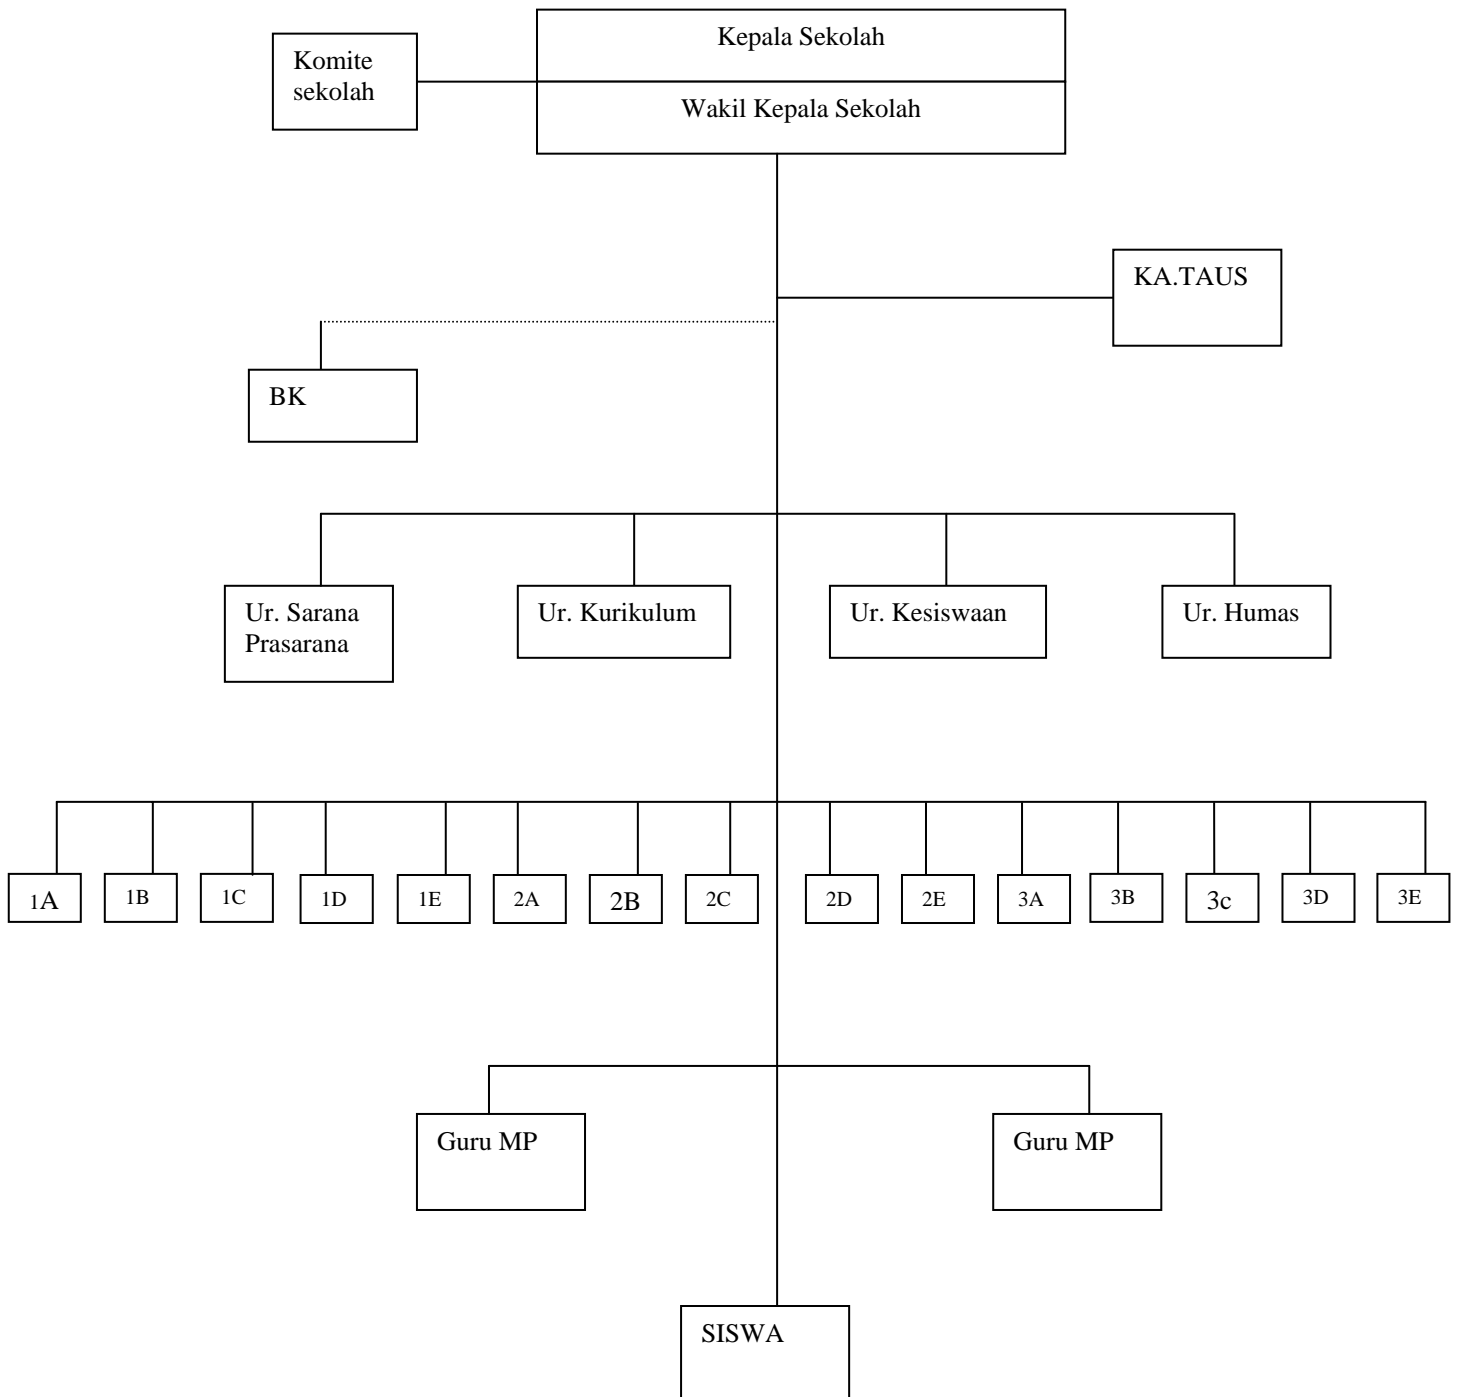 Kepala Sekolah
Komite
sekolah
Wakil Kepala Sekolah
KA.TAUS
BK
Ur. Sarana
Prasarana
Ur. Kurikulum
Ur. Kesiswaan
Ur. Humas
1A
1B
1C
1D
1E
2A
2B
2C
2D
2E
3A
3B
3c
3D
3E
Guru MP
Guru MP
SISWA